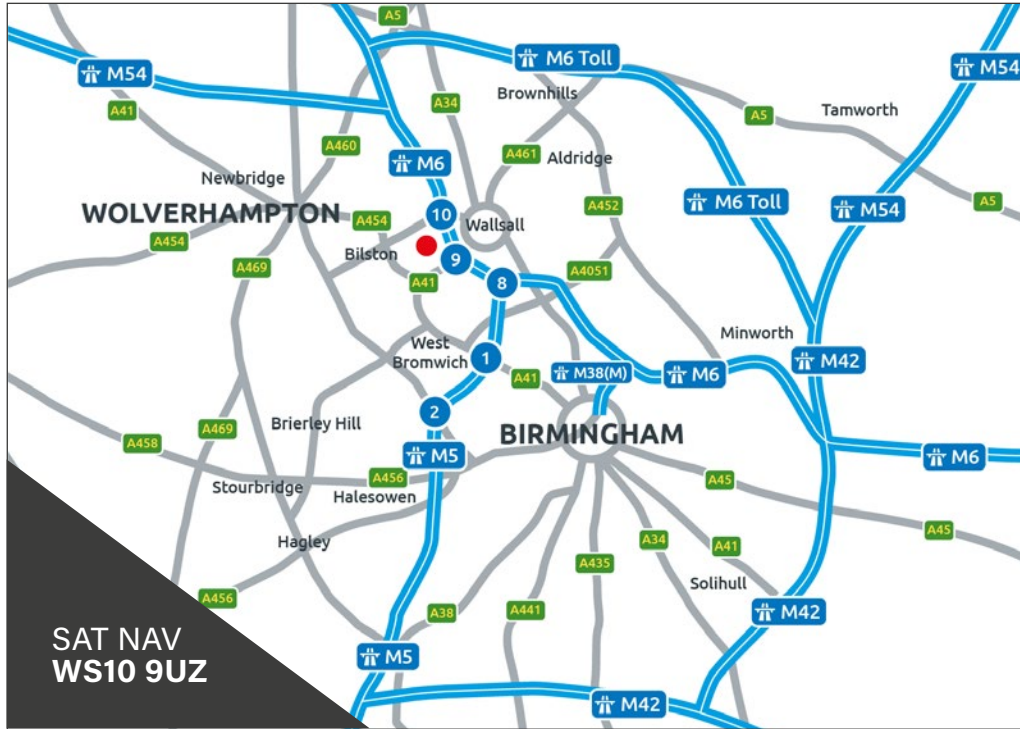 A5
M54
M6 Toll
M54
A41
A34
Brownhills
Tamworth
A5
A460
M6
A461
Aldridge
Newbridge
WOLVERHAMPTON
10
Wallsall
A452
M6 Toll
M54
A5
A454
A454
Bilston
9
A469
A41
8
A4051
West
Bromwich
1
Minworth
M42
A41
M38(M)
M6
2
Brierley Hill
BIRMINGHAM
A469
A458
M5
M6
A456
Stourbridge
Halesowen
A45
A45
Hagley
A34
A41
A435
Solihull
A456
A38
A441
M42
SAT NAV
WS10 9UZ
M5
M42